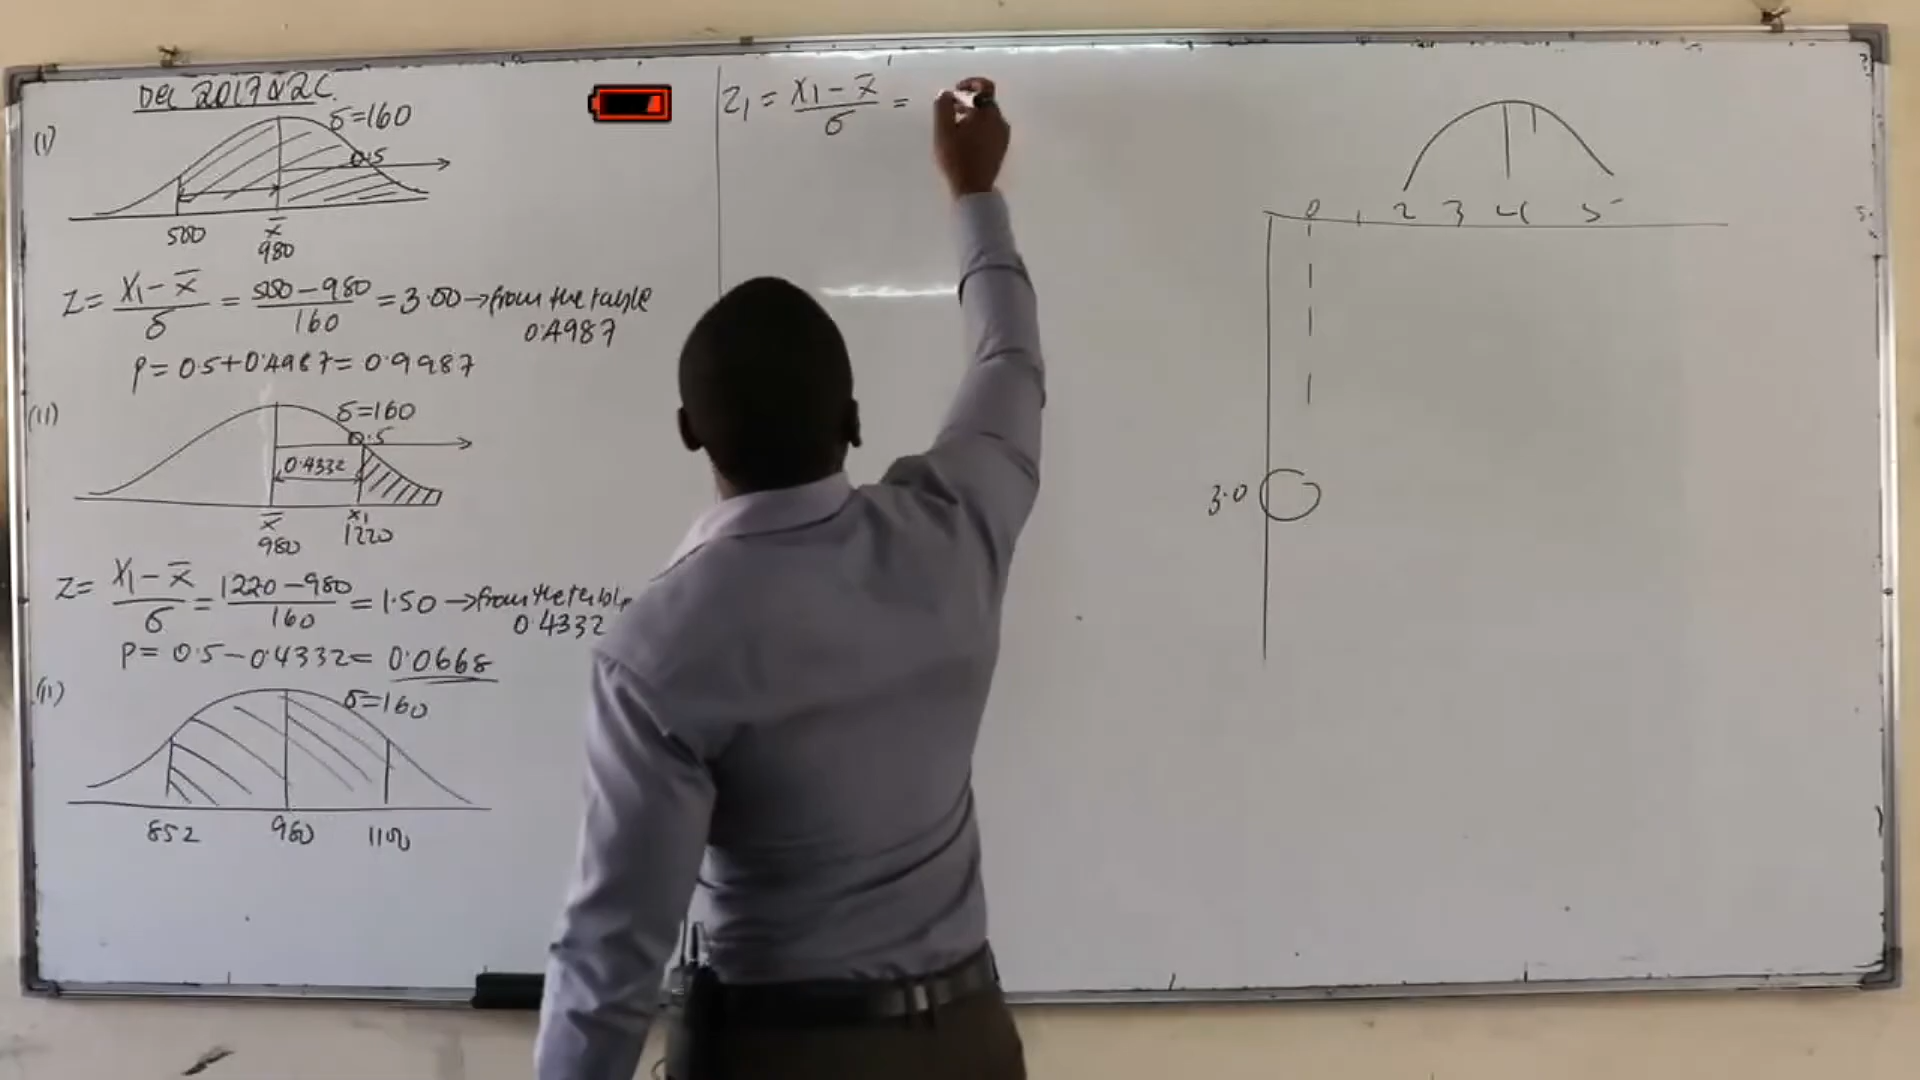 Dec 2017 Q2C.
(i)
σ=160
0.5
500
x̄
980
Z = X1 - x̄ / σ = 500 - 980 / 160 = 3.00 → from the table
0.4987
P = 0.5+0.4987 = 0.9987
(ii)
σ=160
0.5
0.4332
x̄
980
x1
1220
Z = X1 - x̄ / σ = 1220 - 980 / 160 = 1.50 → from the table
0.4332
P = 0.5 - 0.4332 = 0.0668
(ii)
σ=160
852 980 1100
Z1 = X1 - x̄ / σ =
0 1 2 3 4 5
3.0